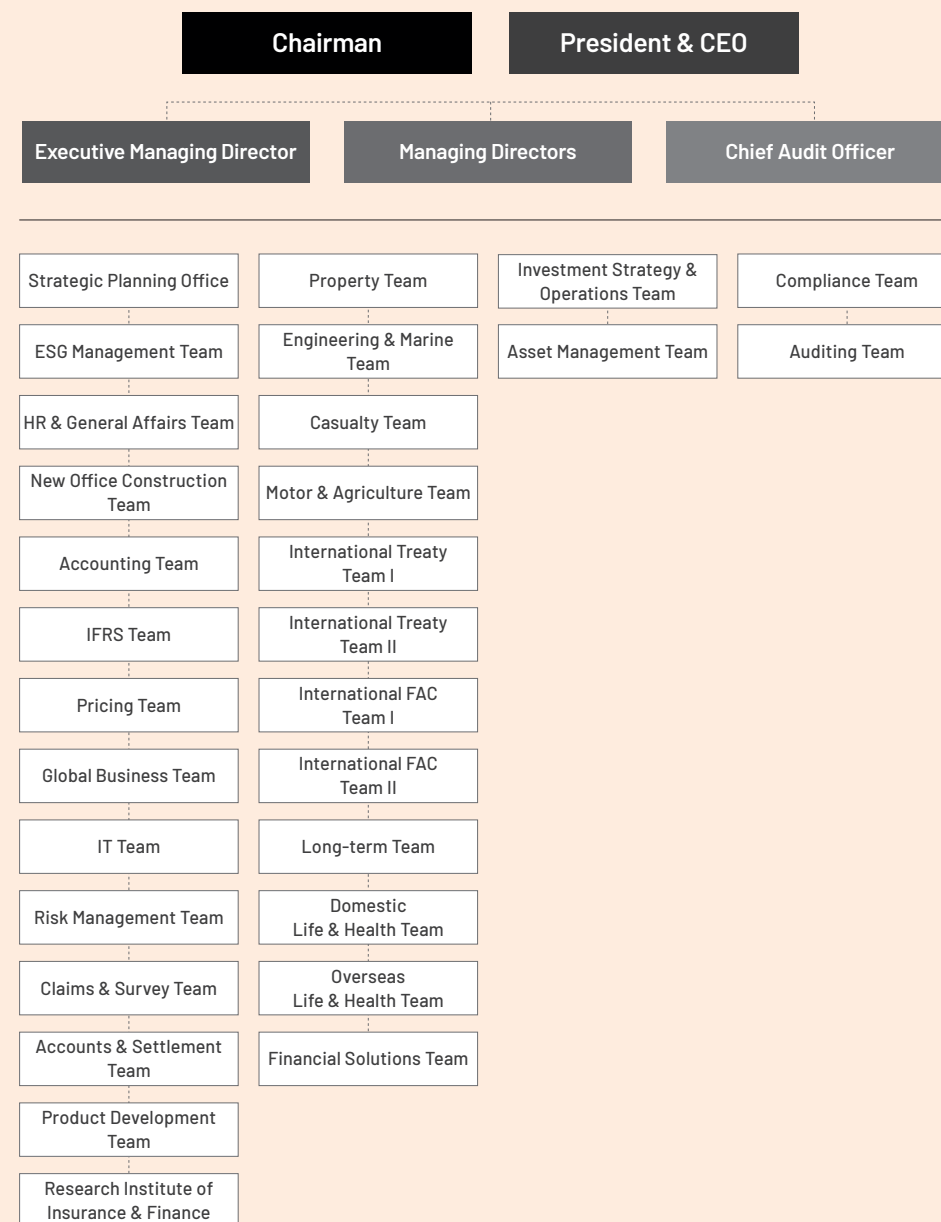 Chairman
President & CEO
Executive Managing Director
Managing Directors
Chief Audit Officer
Strategic Planning Office
ESG Management Team
HR & General Affairs Team
New Office Construction
Team
Accounting Team
IFRS Team
Pricing Team
Global Business Team
IT Team
Risk Management Team
Claims & Survey Team
Accounts & Settlement
Team
Product Development
Team
Research Institute of
Insurance & Finance
Property Team
Engineering & Marine
Team
Casualty Team
Motor & Agriculture Team
International Treaty
Team I
International Treaty
Team II
International FAC
Team I
International FAC
Team II
Long-term Team
Domestic
Life & Health Team
Overseas
Life & Health Team
Financial Solutions Team
Investment Strategy &
Operations Team
Asset Management Team
Compliance Team
Auditing Team